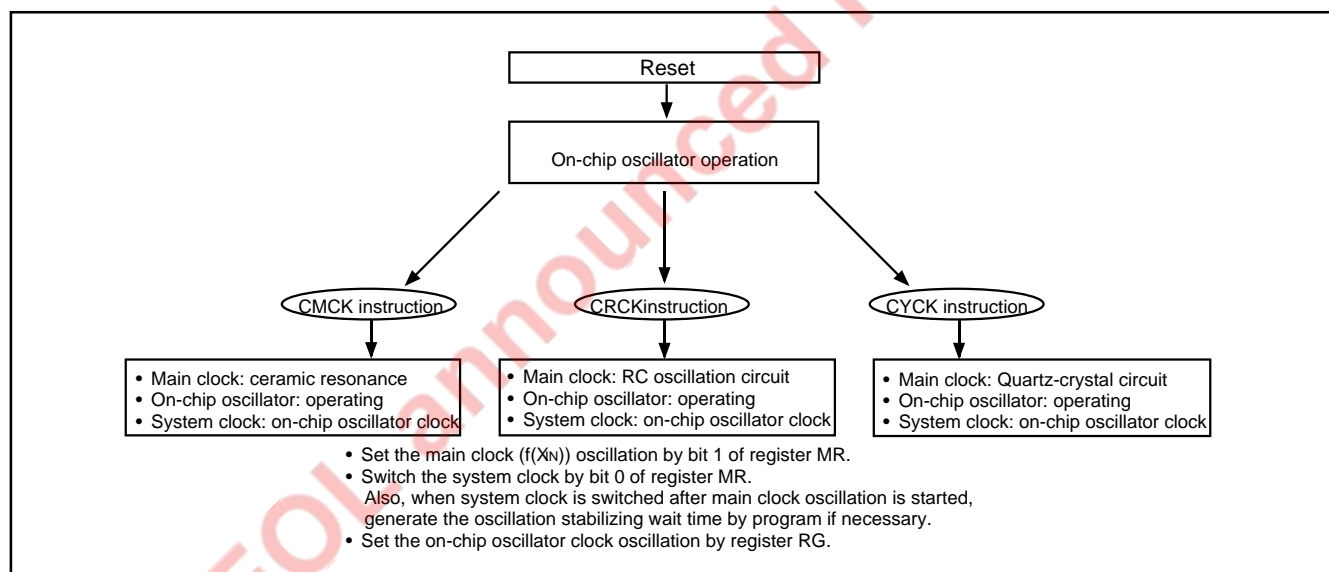 Reset
On-chip oscillator operation
CMCK instruction
CRCKinstruction
CYCK instruction
• Main clock: ceramic resonance
• On-chip oscillator: operating
• System clock: on-chip oscillator clock
• Main clock: RC oscillation circuit
• On-chip oscillator: operating
• System clock: on-chip oscillator clock
• Main clock: Quartz-crystal circuit
• On-chip oscillator: operating
• System clock: on-chip oscillator clock
• Set the main clock (f(XIN)) oscillation by bit 1 of register MR.
• Switch the system clock by bit 0 of register MR.
Also, when system clock is switched after main clock oscillation is started,
generate the oscillation stabilizing wait time by program if necessary.
• Set the on-chip oscillator clock oscillation by register RG.
EOL announced